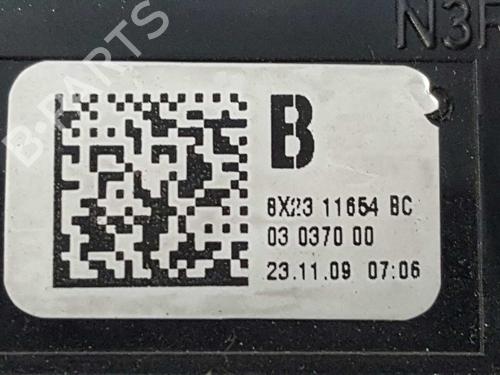 N3F
B
8X23 11654 BC
03 0370 00
23.11.09 07:06
B-PARTS